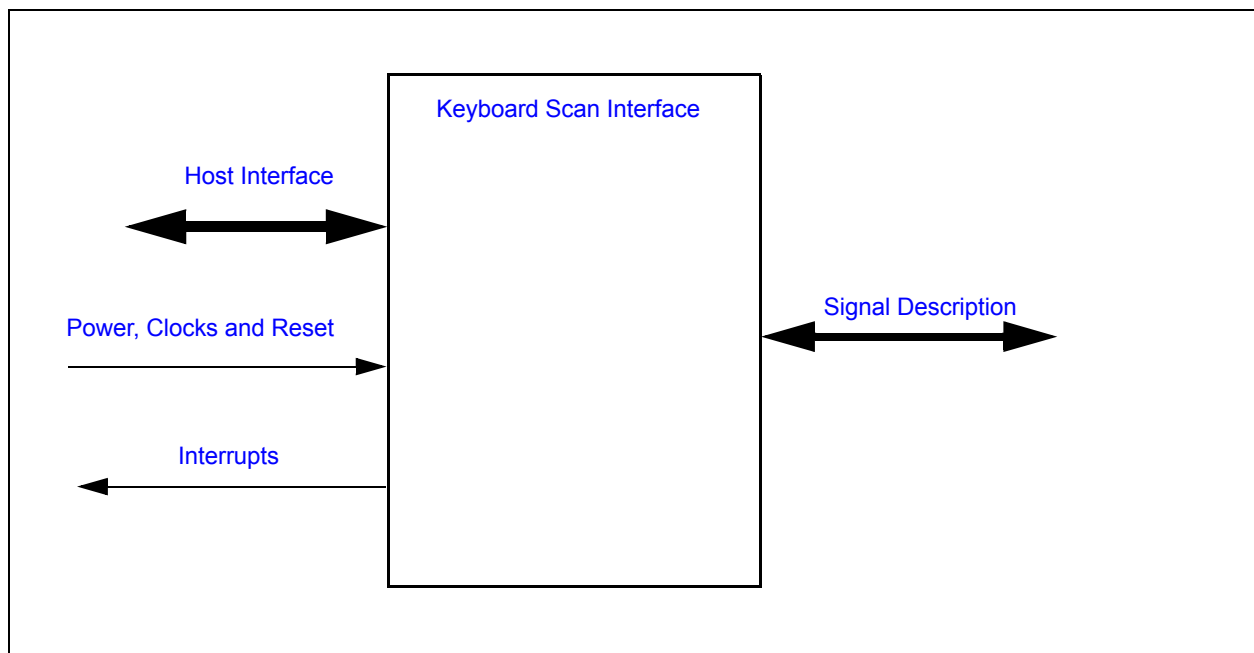 Keyboard Scan Interface
Host Interface
Signal Description
Power, Clocks and Reset
Interrupts